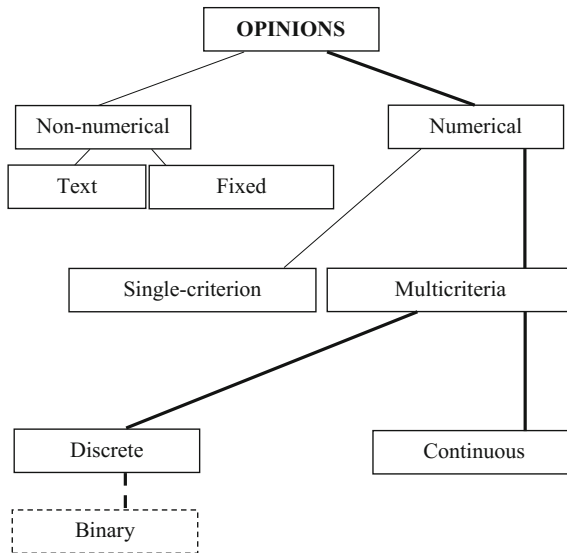 OPINIONS
Non-numerical
Numerical
Text
Fixed
Single-criterion
Multicriteria
Discrete
Continuous
Binary